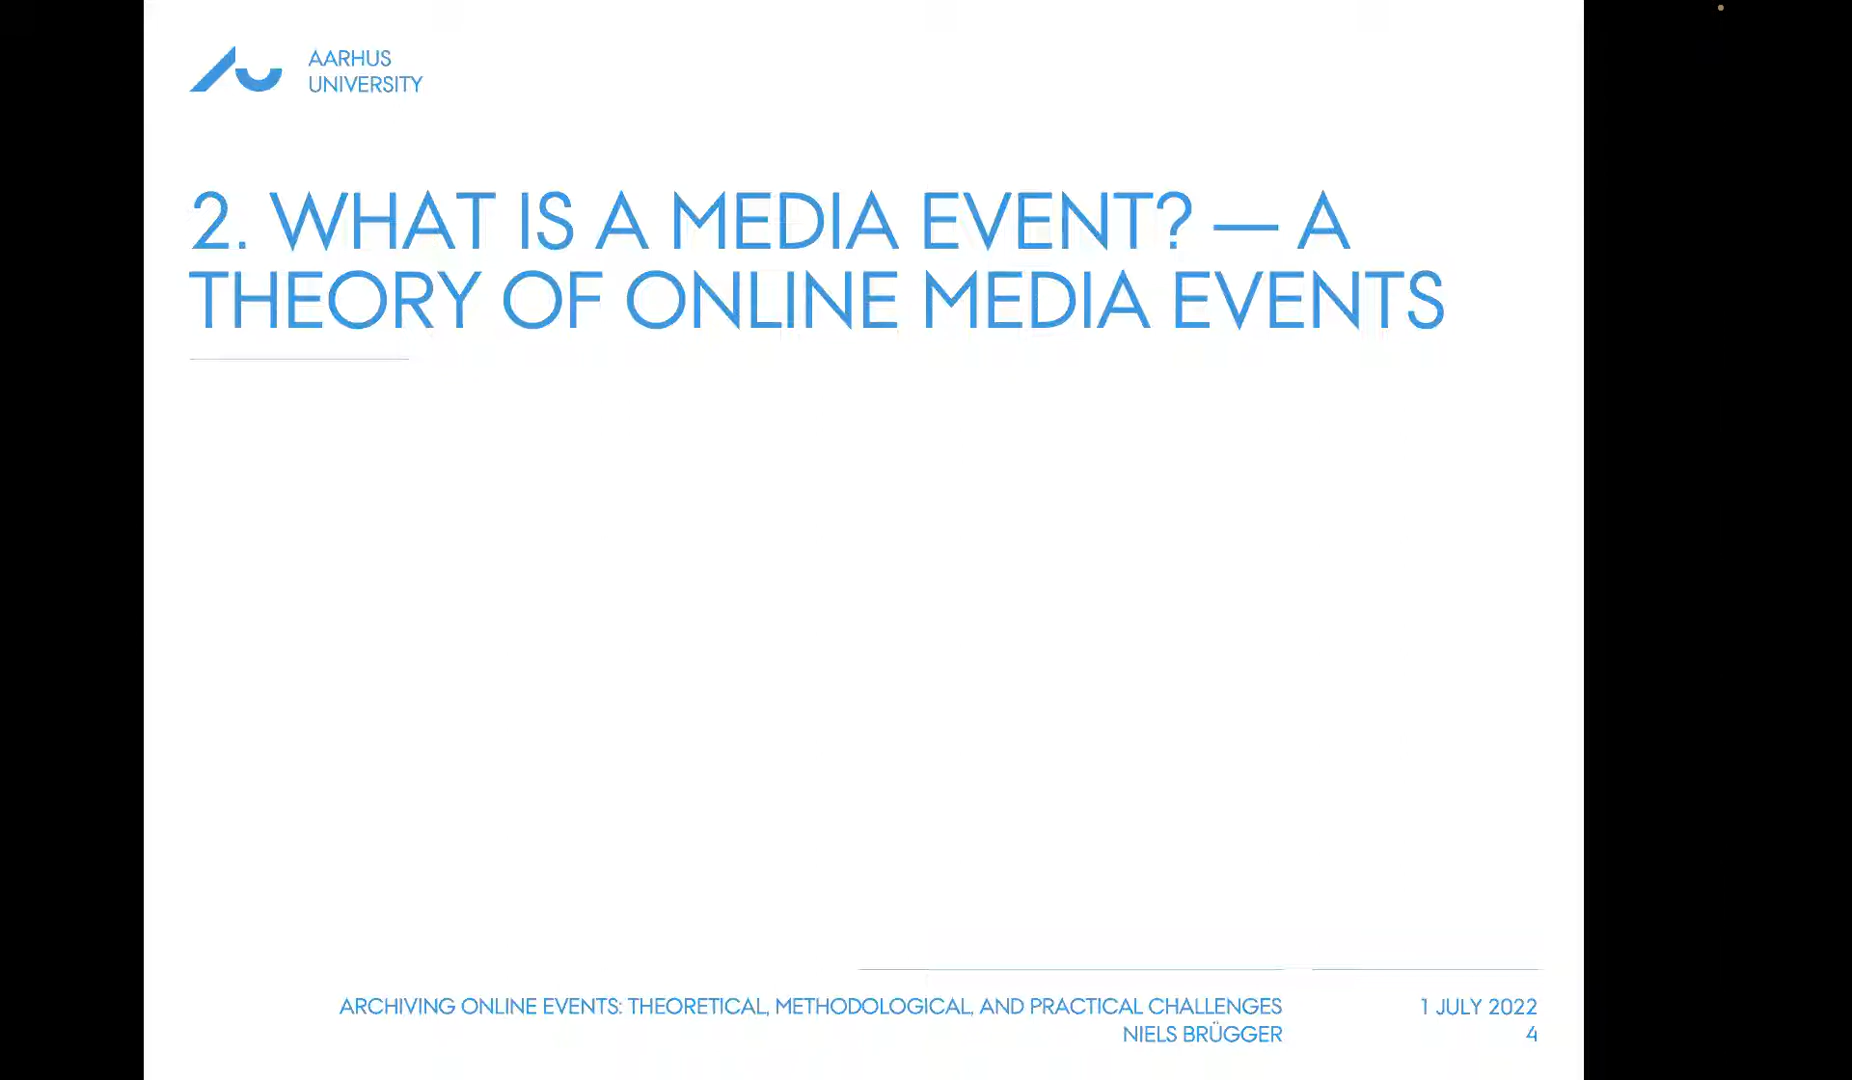 AARHUS
UNIVERSITY
2. WHAT IS A MEDIA EVENT? — A
THEORY OF ONLINE MEDIA EVENTS
ARCHIVING ONLINE EVENTS: THEORETICAL, METHODOLOGICAL, AND PRACTICAL CHALLENGES
NIELS BRÜGGER
1 JULY 2022
4